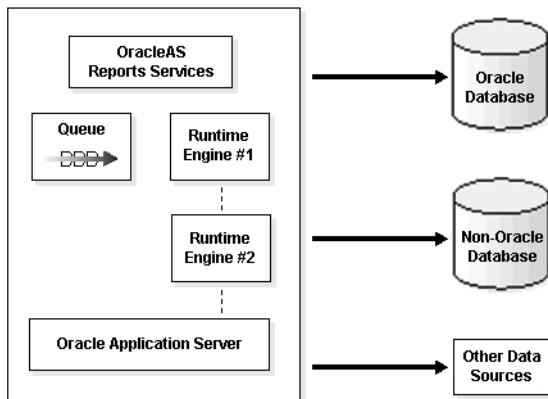 OracleAS
Reports Services
Queue
DDD
Runtime
Engine #1
Runtime
Engine #2
Oracle Application Server
Oracle
Database
Non-Oracle
Database
Other Data
Sources